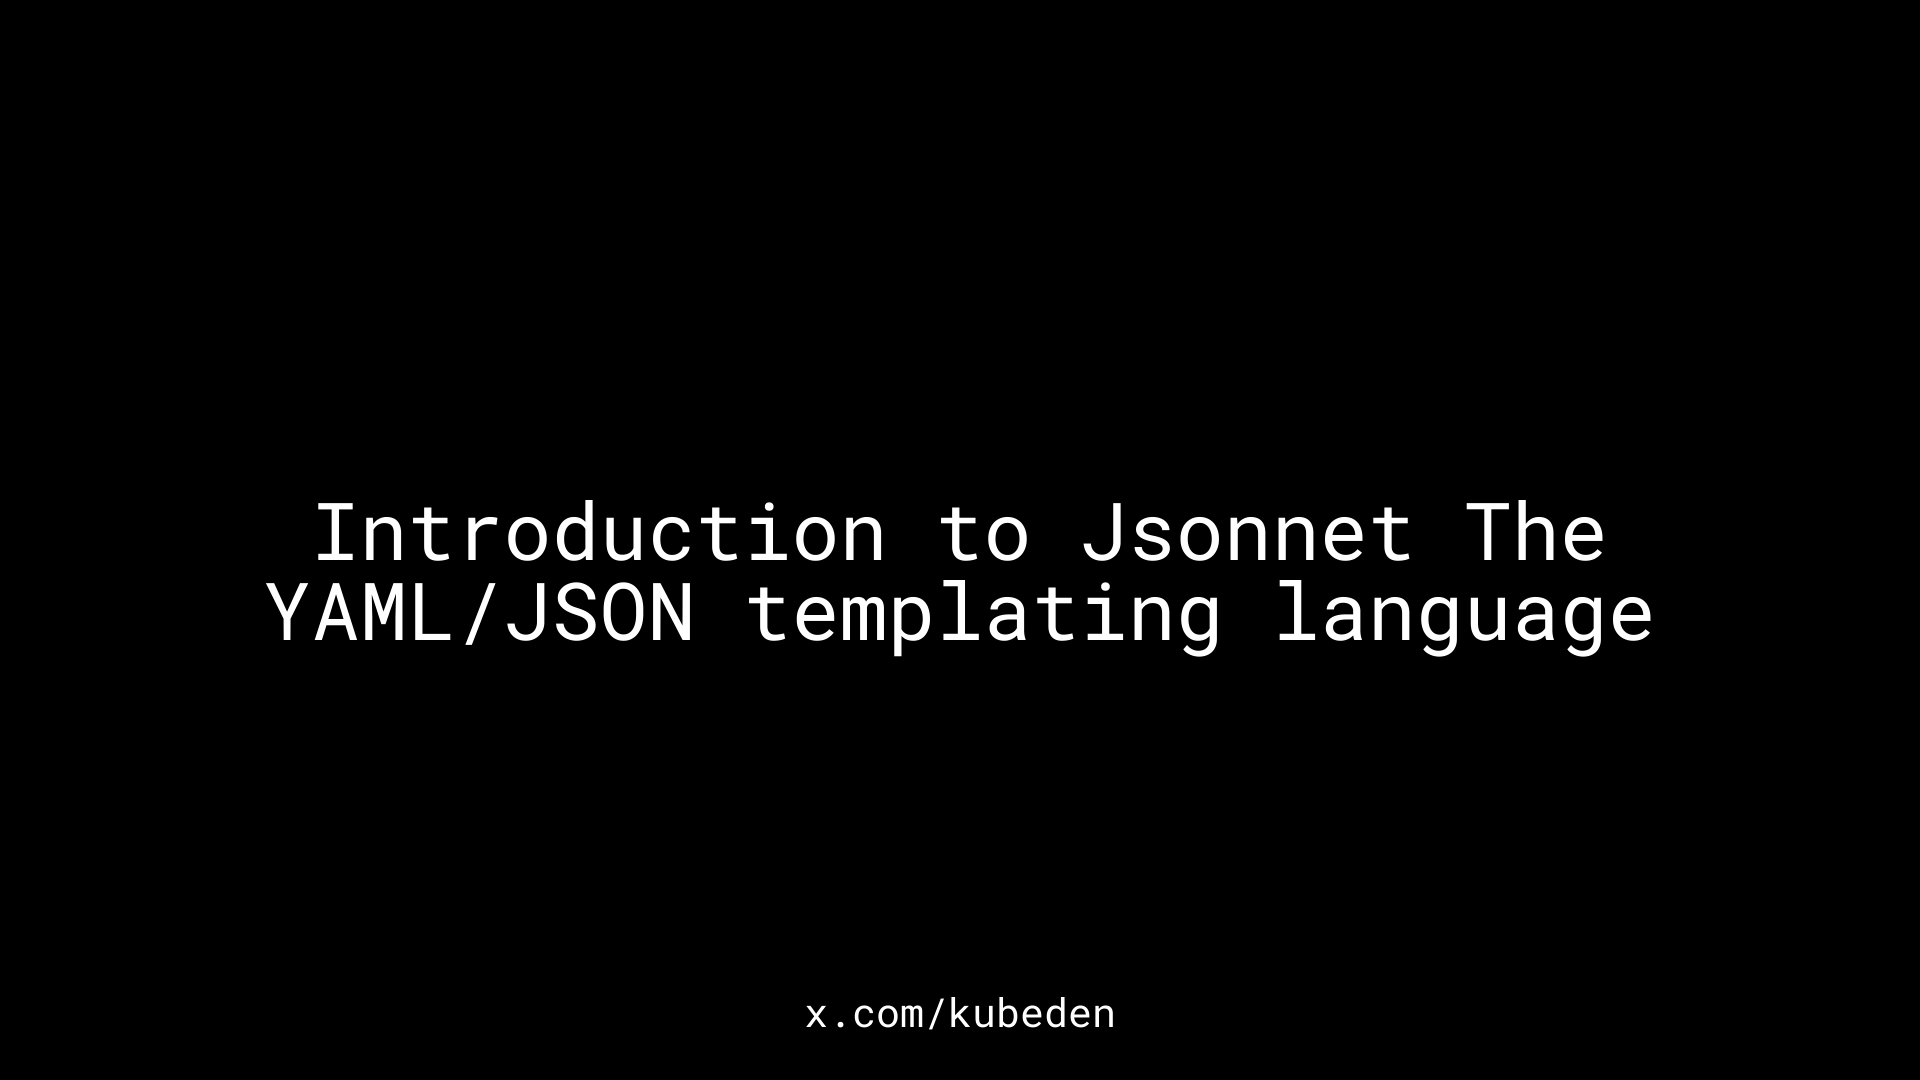 Introduction to Jsonnet The
YAML/JSON templating language
x.com/kubeden